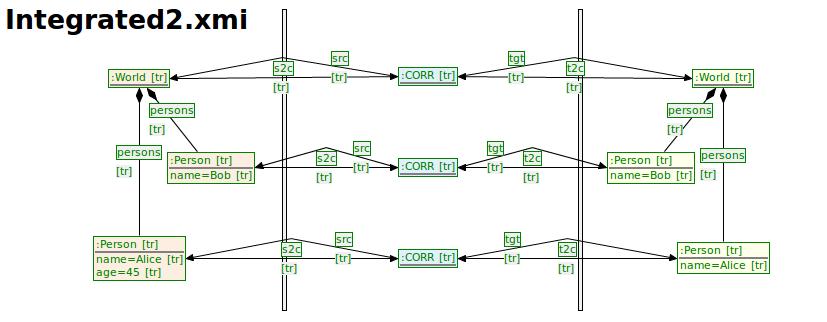 Integrated2.xmi
src
tgt
s2c
t2c
:World [tr]
:CORR [tr]
:World [tr]
[tr]
[tr]
[tr]
[tr]
persons
persons
[tr]
[tr]
persons
src
tgt
persons
:Person [tr]
name=Bob [tr]
s2c
t2c
:Person [tr]
name=Bob [tr]
[tr]
:CORR [tr]
[tr]
[tr]
[tr]
[tr]
[tr]
src
tgt
:Person [tr]
name=Alice [tr]
age=45 [tr]
s2c
t2c
:Person [tr]
name=Alice [tr]
[tr]
:CORR [tr]
[tr]
[tr]
[tr]